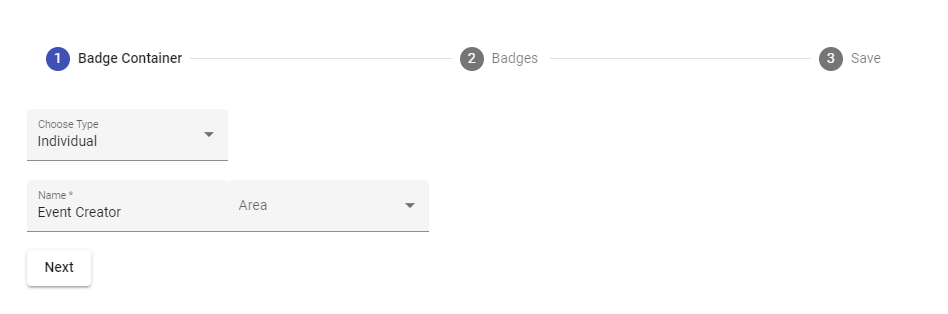 1 Badge Container 2 Badges 3 Save
Choose Type
Individual
Name *
Event Creator Area
Next